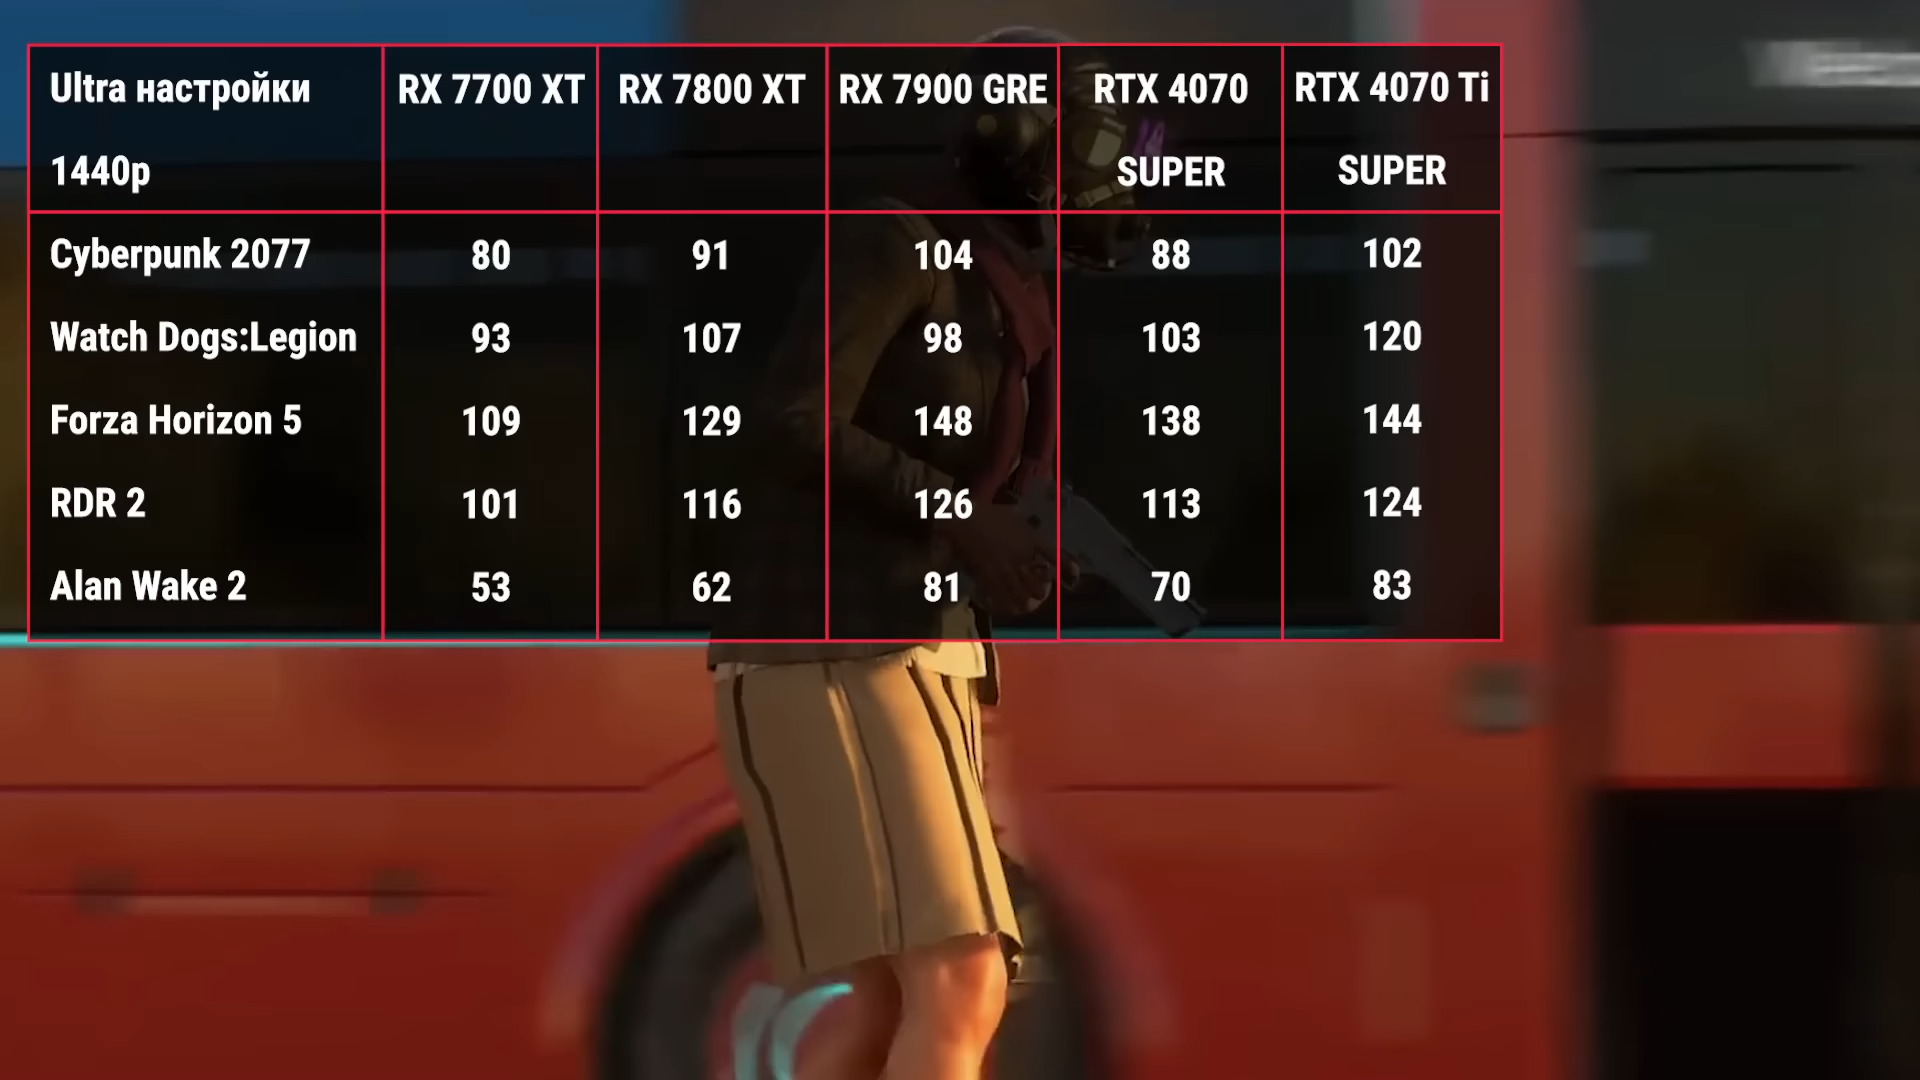 Ultra настройки RX 7700 XT RX 7800 XT RX 7900 GRE RTX 4070 RTX 4070 Ti
1440p SUPER SUPER
Cyberpunk 2077 80 91 104 88 102
Watch Dogs:Legion 93 107 98 103 120
Forza Horizon 5 109 129 148 138 144
RDR 2 101 116 126 113 124
Alan Wake 2 53 62 81 70 83